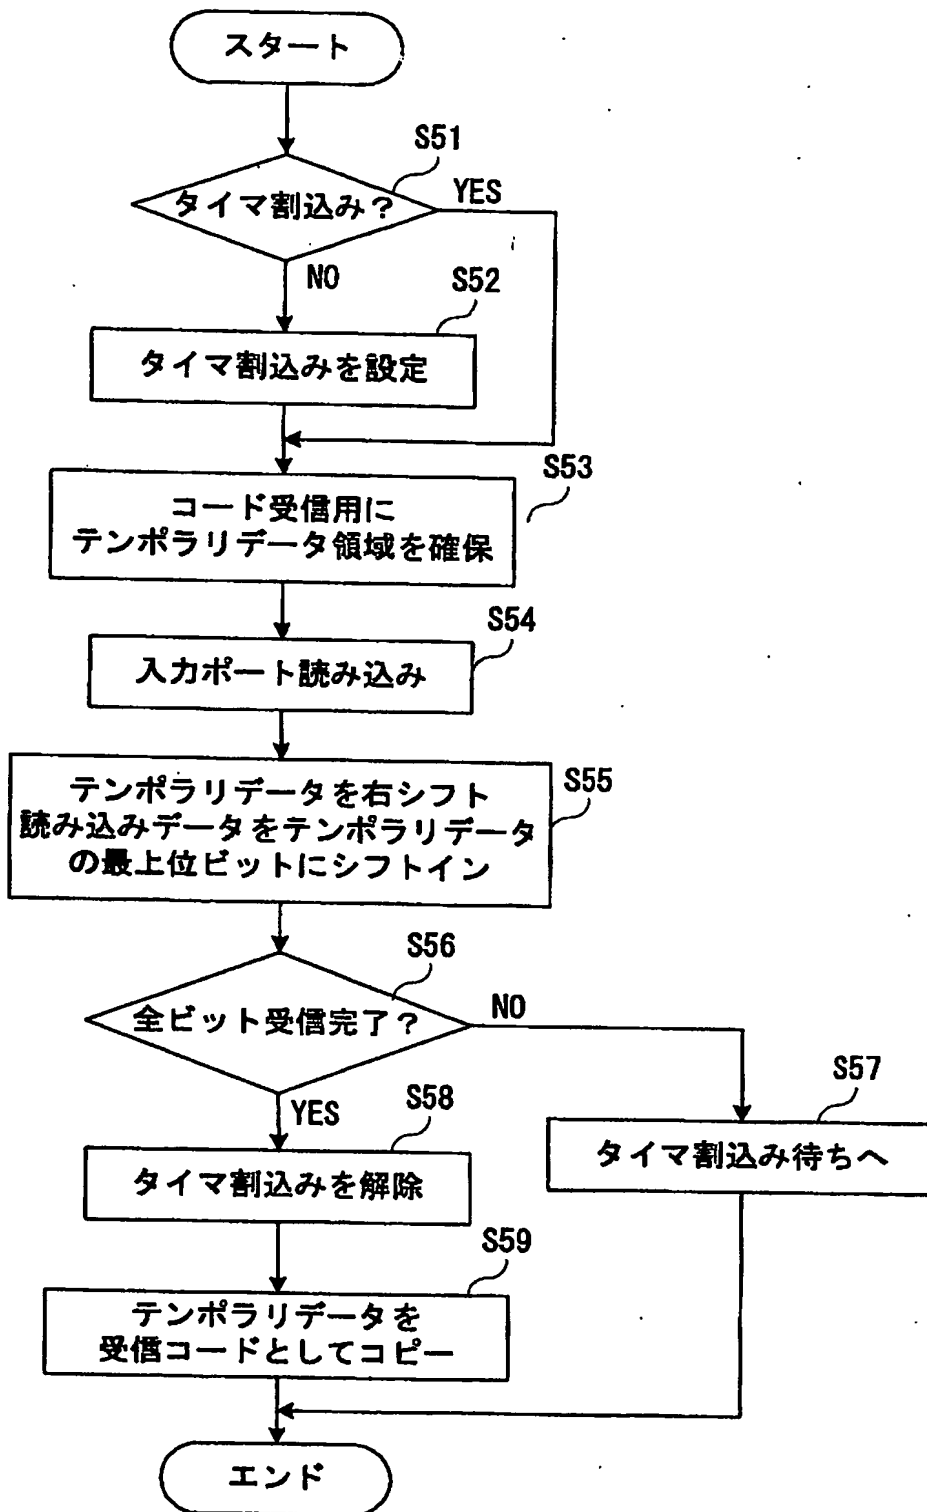 スタート
S51
タイマ割込み？
YES
NO
S52
タイマ割込みを設定
S53
コード受信用に
テンポラリデータ領域を確保
S54
入力ポート読み込み
S55
テンポラリデータを右シフト
読み込みデータをテンポラリデータ
の最上位ビットにシフトイン
S56
全ビット受信完了？
NO
YES
S57
タイマ割込み待ちへ
S58
タイマ割込みを解除
S59
テンポラリデータを
受信コードとしてコピー
エンド